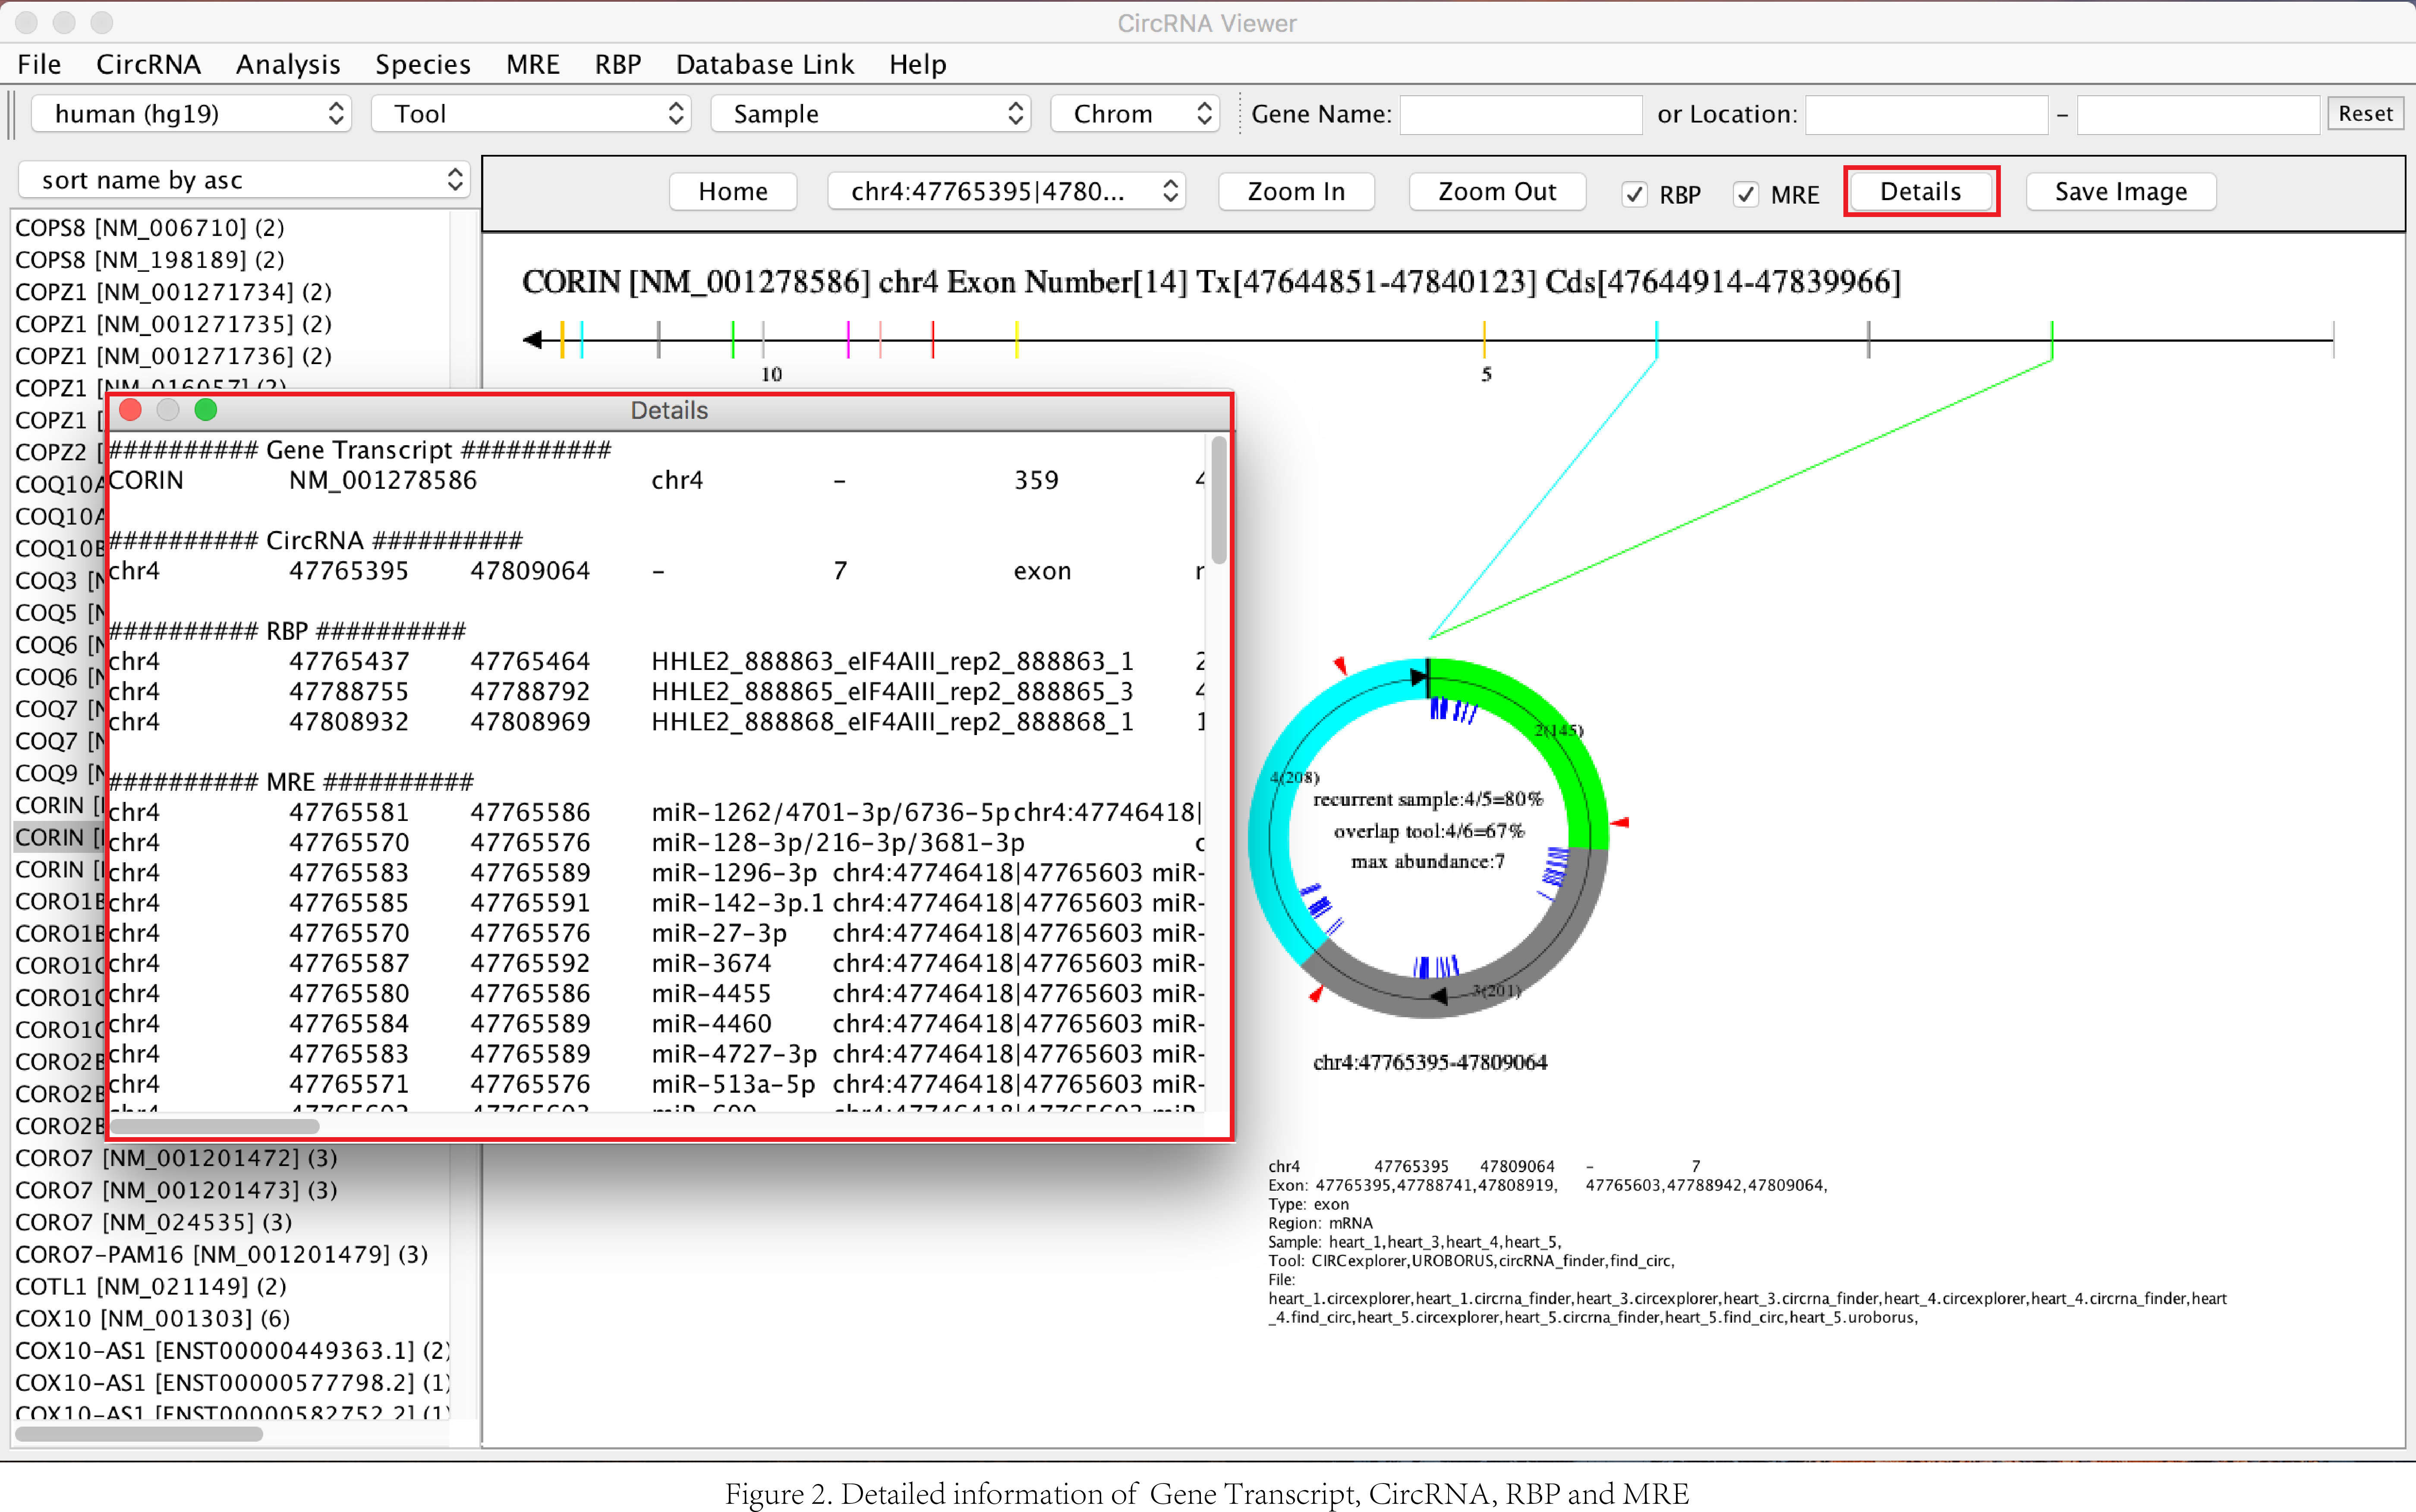 CircRNA Viewer
File CircRNA Analysis Species MRE RBP Database Link Help
human (hg19) Tool Sample Chrom Gene Name: or Location: – Reset
sort name by asc
Home chr4:47765395|4780... Zoom In Zoom Out RBP MRE Details Save Image
COPS8 [NM_006710] (2)
COPS8 [NM_198189] (2)
COPZ1 [NM_001271734] (2)
COPZ1 [NM_001271735] (2)
COPZ1 [NM_001271736] (2)
COPZ1 [NM_016057] (2)
COPZ1 [
COPZ2 [
COQ10A
COQ10A
COQ10B
COQ3 [N
COQ5 [N
COQ6 [N
COQ6 [N
COQ7 [N
COQ7 [N
COQ9 [N
CORIN [
CORIN [
CORIN [
CORO1B
CORO1B
CORO1C
CORO1C
CORO1C
CORO2B
CORO2B
CORO2B
CORO7 [NM_001201472] (3)
CORO7 [NM_001201473] (3)
CORO7 [NM_024535] (3)
CORO7-PAM16 [NM_001201479] (3)
COTL1 [NM_021149] (2)
COX10 [NM_001303] (6)
COX10-AS1 [ENST00000449363.1] (2)
COX10-AS1 [ENST00000577798.2] (1)
COX10-AS1 [ENST00000582752.2] (1)
CORIN [NM_001278586] chr4 Exon Number[14] Tx[47644851-47840123] Cds[47644914-47839966]
10 5
Details
########## Gene Transcript ##########
CORIN NM_001278586 chr4 – 359 4
########## CircRNA ##########
chr4 47765395 47809064 – 7 exon
########## RBP ##########
chr4 47765437 47765464 HHLE2_888863_eIF4AIII_rep2_888863_1 2
chr4 47788755 47788792 HHLE2_888865_eIF4AIII_rep2_888865_3 4
chr4 47808932 47808969 HHLE2_888868_eIF4AIII_rep2_888868_1 1
########## MRE ##########
chr4 47765581 47765586 miR-1262/4701-3p/6736-5p chr4:47746418|
chr4 47765570 47765576 miR-128-3p/216-3p/3681-3p c
chr4 47765583 47765589 miR-1296-3p chr4:47746418|47765603 miR-
chr4 47765585 47765591 miR-142-3p.1 chr4:47746418|47765603 miR-
chr4 47765570 47765576 miR-27-3p chr4:47746418|47765603 miR-
chr4 47765587 47765592 miR-3674 chr4:47746418|47765603 miR-
chr4 47765580 47765586 miR-4455 chr4:47746418|47765603 miR-
chr4 47765584 47765589 miR-4460 chr4:47746418|47765603 miR-
chr4 47765583 47765589 miR-4727-3p chr4:47746418|47765603 miR-
chr4 47765571 47765576 miR-513a-5p chr4:47746418|47765603 miR-
2(145)
4(208)
recurrent sample:4/5=80%
overlap tool:4/6=67%
max abundance:7
3(201)
chr4:47765395-47809064
chr4 47765395 47809064 – 7
Exon: 47765395,47788741,47808919, 47765603,47788942,47809064,
Type: exon
Region: mRNA
Sample: heart_1,heart_3,heart_4,heart_5,
Tool: CIRCexplorer,UROBORUS,circRNA_finder,find_circ,
File:
heart_1.circexplorer,heart_1.circrna_finder,heart_3.circexplorer,heart_3.circrna_finder,heart_4.circexplorer,heart_4.circrna_finder,heart
_4.find_circ,heart_5.circexplorer,heart_5.circrna_finder,heart_5.find_circ,heart_5.uroborus,
Figure 2. Detailed information of Gene Transcript, CircRNA, RBP and MRE